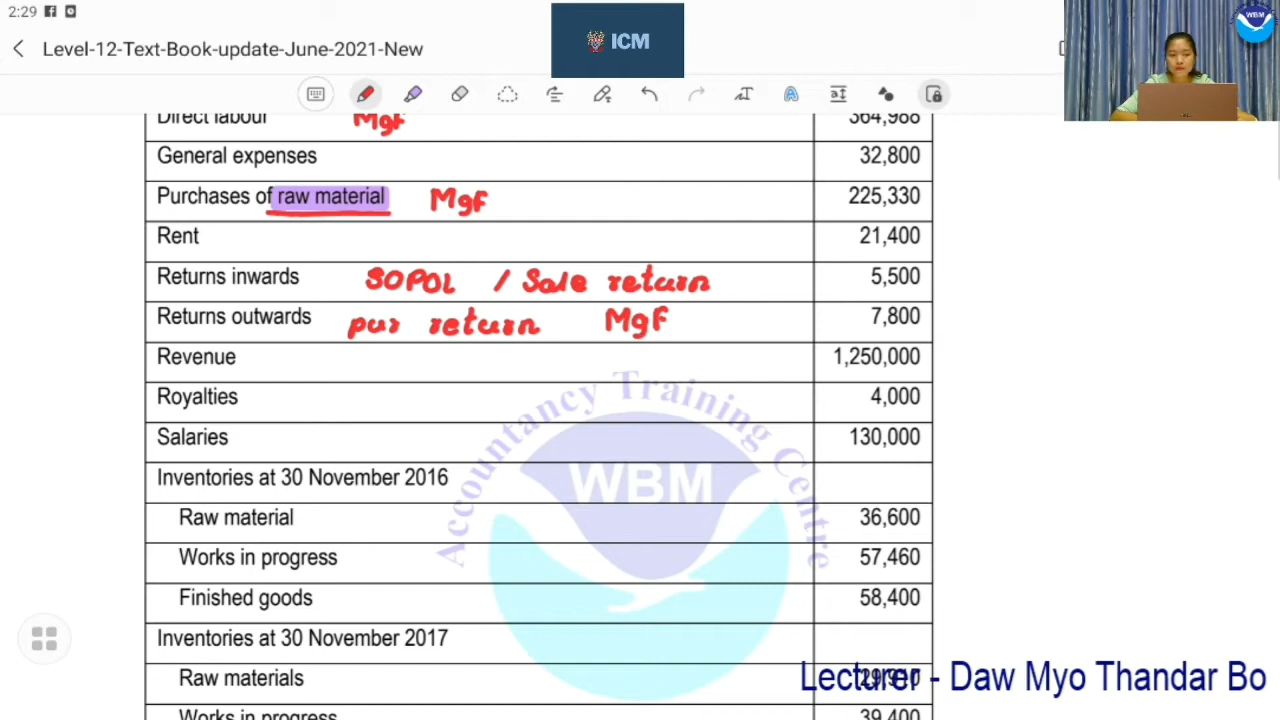 2:29
Level-12-Text-Book-update-June-2021-New
ICM
WBM
Direct labour Mgf 364,988
General expenses 32,800
Purchases of raw material Mgf 225,330
Rent 21,400
Returns inwards SOPOL / Sale return 5,500
Returns outwards pur return Mgf 7,800
Revenue 1,250,000
Royalties 4,000
Salaries 130,000
Inventories at 30 November 2016
Raw material 36,600
Works in progress 57,460
Finished goods 58,400
Inventories at 30 November 2017
Raw materials
Works in progress 39,400
Accountancy Training Centre
WBM
Lecturer - Daw Myo Thandar Bo